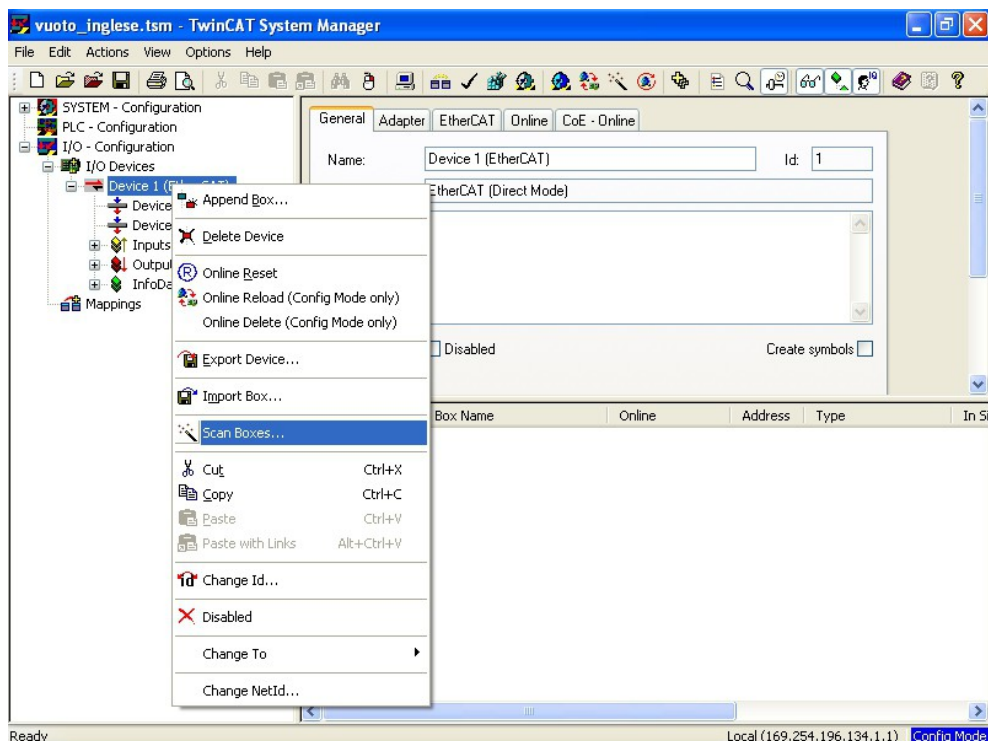 vuoto_inglese.tsm - TwinCAT System Manager
File Edit Actions View Options Help
SYSTEM - Configuration
PLC - Configuration
I/O - Configuration
I/O Devices
Device 1 (EtherCAT)
Device
Device
Inputs
Outpu
InfoDa
Mappings
Append Box...
Delete Device
Online Reset
Online Reload (Config Mode only)
Online Delete (Config Mode only)
Export Device...
Import Box...
Scan Boxes...
Cut Ctrl+X
Copy Ctrl+C
Paste Ctrl+V
Paste with Links Alt+Ctrl+V
Change Id...
Disabled
Change To
Change NetId...
General Adapter EtherCAT Online CoE - Online
Name: Device 1 (EtherCAT) Id: 1
EtherCAT (Direct Mode)
Disabled Create symbols
Box Name Online Address Type In Si
Ready Local (169.254.196.134.1.1) Config Mode